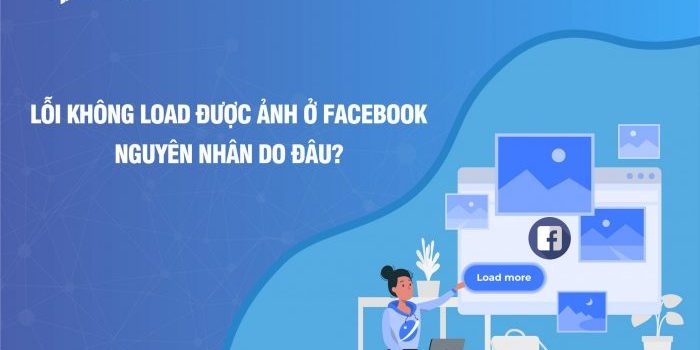 LỖI KHÔNG LOAD ĐƯỢC ẢNH Ở FACEBOOK
NGUYÊN NHÂN DO ĐÂU?
Load more